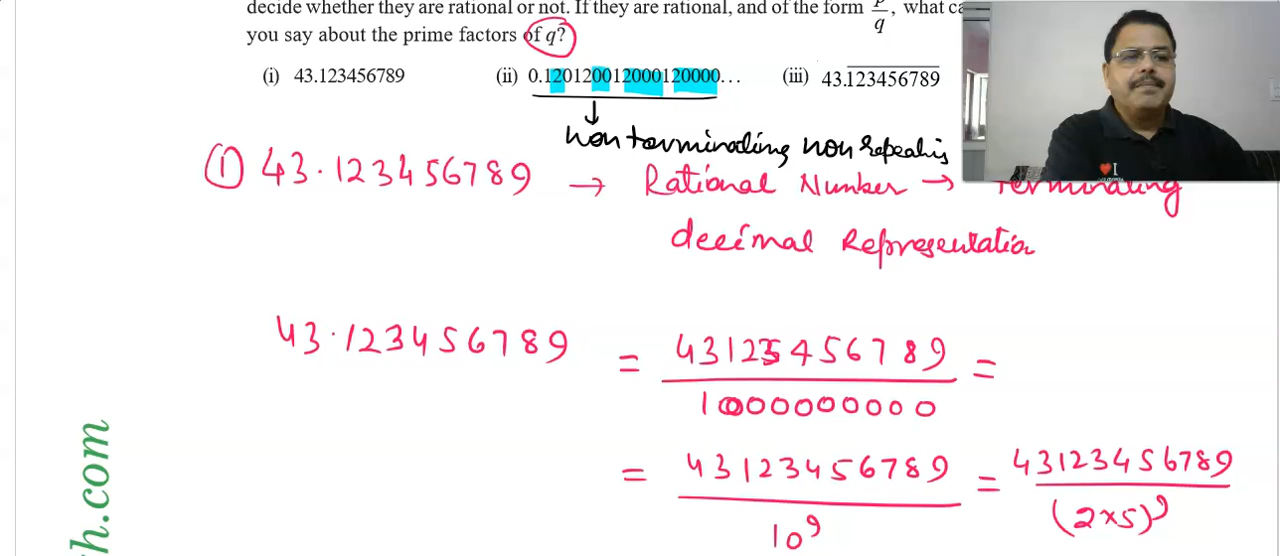 decide whether they are rational or not. If they are rational, and of the form p/q, what ca
you say about the prime factors of q?
(i) 43.123456789 (ii) 0.120120012000120000... (iii) 43.\overline{123456789}
↓
non terminating non repeating
① 43.123456789 → Rational Number → Terminating
decimal Representation
43.123456789 = 43123456789/1000000000 =
= 43123456789/10^9 = 43123456789/(2×5)^9
h.com
I